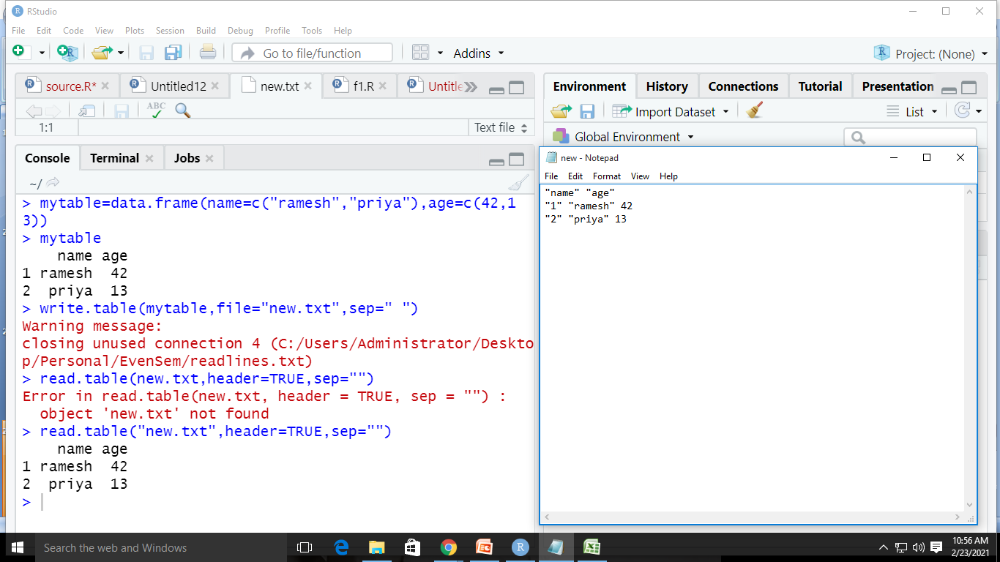 RStudio
File Edit Code View Plots Session Build Debug Profile Tools Help
Go to file/function Addins Project: (None)
source.R* Untitled12 new.txt f1.R Untitle
ABC
1:1 Text file
Console Terminal Jobs
~/
> mytable=data.frame(name=c("ramesh","priya"),age=c(42,1
3))
> mytable
name age
1 ramesh 42
2 priya 13
> write.table(mytable,file="new.txt",sep=" ")
Warning message:
closing unused connection 4 (C:/Users/Administrator/Deskto
p/Personal/EvenSem/readlines.txt)
> read.table(new.txt,header=TRUE,sep="")
Error in read.table(new.txt, header = TRUE, sep = "") :
object 'new.txt' not found
> read.table("new.txt",header=TRUE,sep="")
name age
1 ramesh 42
2 priya 13
>
Environment History Connections Tutorial Presentation
Import Dataset List
Global Environment
new - Notepad
File Edit Format View Help
"name" "age"
"1" "ramesh" 42
"2" "priya" 13
Search the web and Windows
10:56 AM
2/23/2021